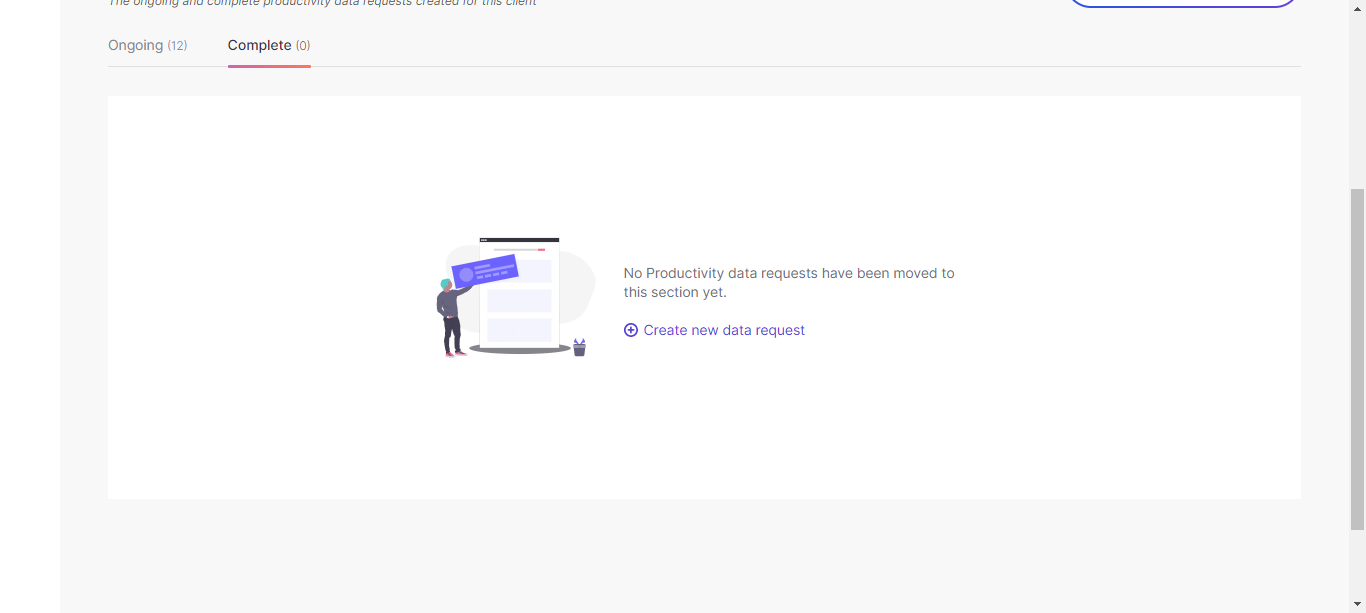 The ongoing and complete productivity data requests created for this client
Ongoing (12)
Complete (0)
No Productivity data requests have been moved to
this section yet.
Create new data request